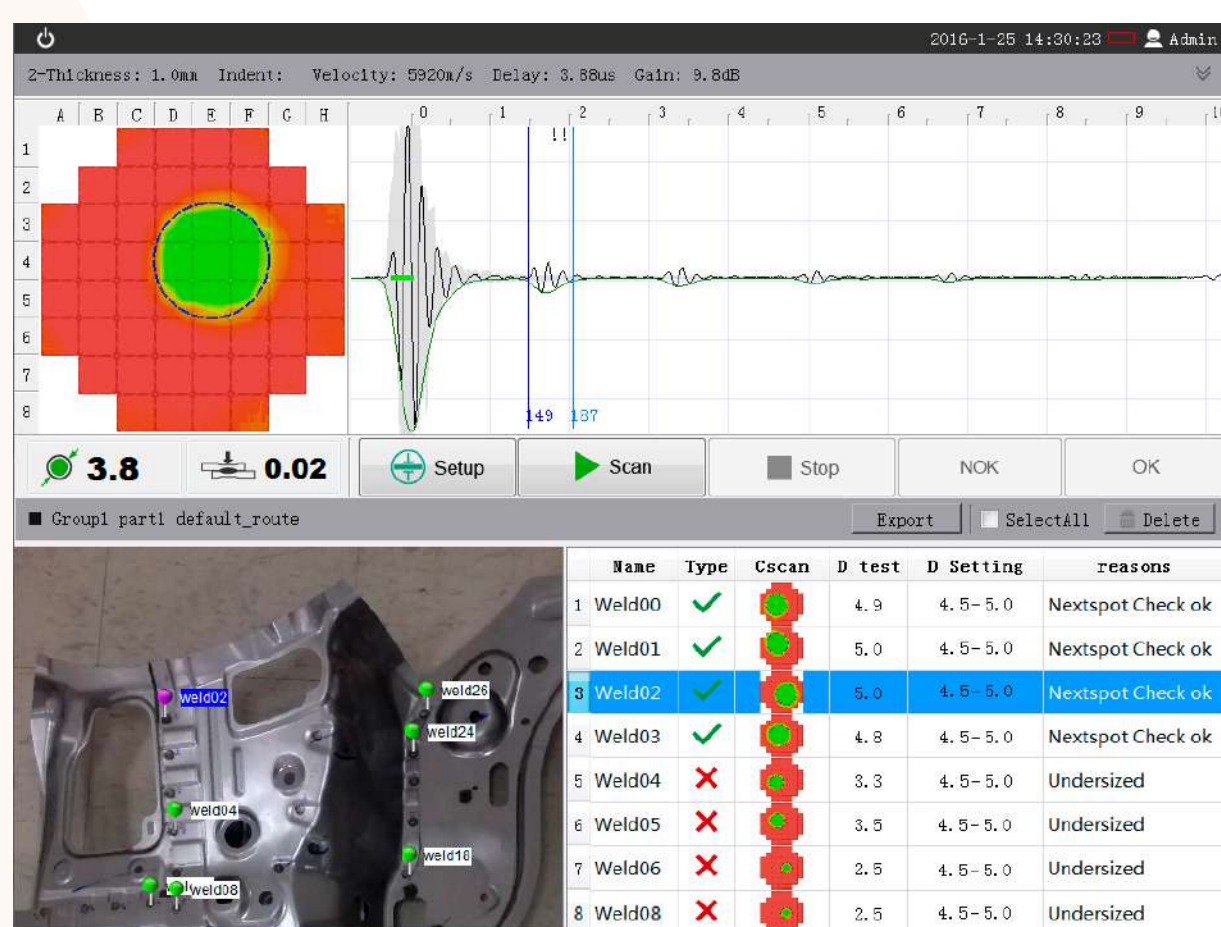 2016-1-25 14:30:23 Admin
2-Thickness: 1.0mm Indent: Velocity: 5920m/s Delay: 3.88us Gain: 9.8dB
A B C D E F G H
0 1 2 3 4 5 6 7 8 9
!!
1
2
3
4
5
6
7
8
149 187
3.8 0.02 Setup Scan Stop NOK OK
Group1 part1 default_route Export SelectAll Delete
Name Type Cscan D test D Setting reasons
1 Weld00 4.9 4.5-5.0 Nextspot Check ok
2 Weld01 5.0 4.5-5.0 Nextspot Check ok
3 Weld02 5.0 4.5-5.0 Nextspot Check ok
4 Weld03 4.8 4.5-5.0 Nextspot Check ok
5 Weld04 3.3 4.5-5.0 Undersized
6 Weld05 3.5 4.5-5.0 Undersized
7 Weld06 2.5 4.5-5.0 Undersized
8 Weld08 2.5 4.5-5.0 Undersized
weld02
weld26
weld24
weld04
weld18
weld08